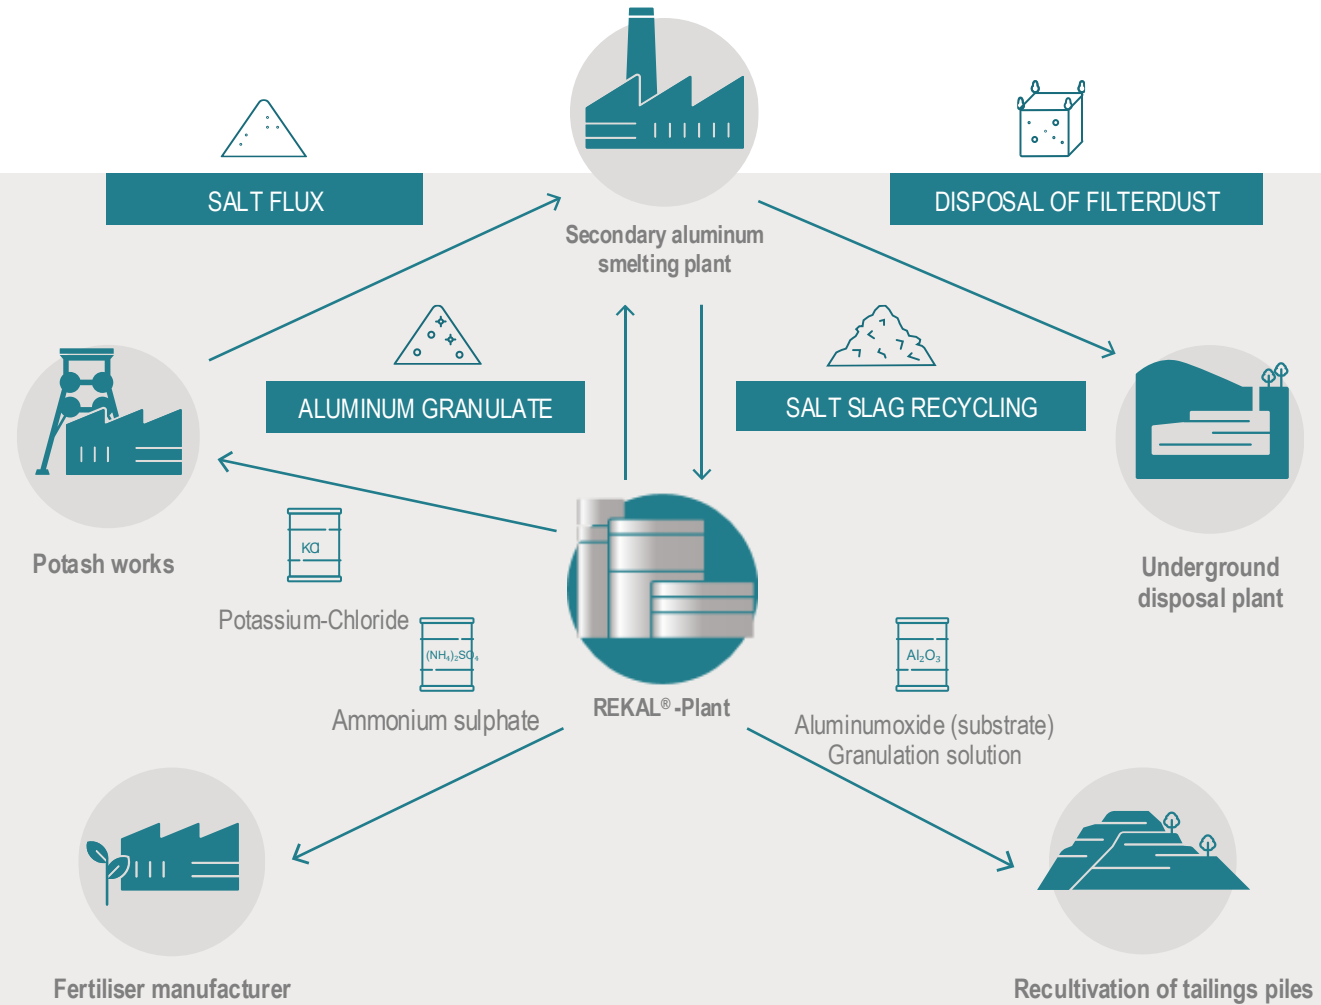 SALT FLUX
DISPOSAL OF FILTERDUST
Secondary aluminum
smelting plant
ALUMINUM GRANULATE
SALT SLAG RECYCLING
Potash works
KCl
Potassium-Chloride
Underground
disposal plant
(NH₄)₂SO₄
Ammonium sulphate
REKAL® -Plant
Al₂O₃
Aluminumoxide (substrate)
Granulation solution
Fertiliser manufacturer
Recultivation of tailings piles